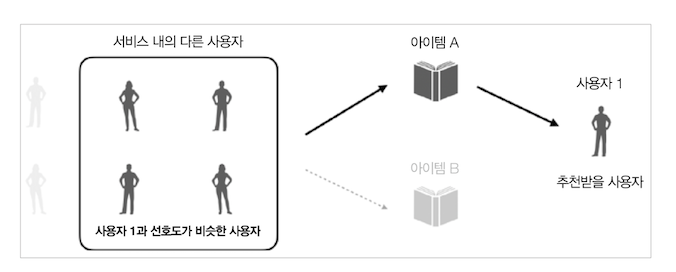 서비스 내의 다른 사용자
아이템 A
사용자 1
아이템 B
추천받을 사용자
사용자 1과 선호도가 비슷한 사용자